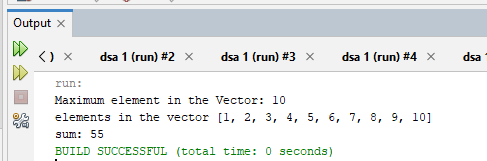 Output ×
< ) × dsa 1 (run) #2 × dsa 1 (run) #3 × dsa 1 (run) #4 × dsa
run:
Maximum element in the Vector: 10
elements in the vector [1, 2, 3, 4, 5, 6, 7, 8, 9, 10]
sum: 55
BUILD SUCCESSFUL (total time: 0 seconds)